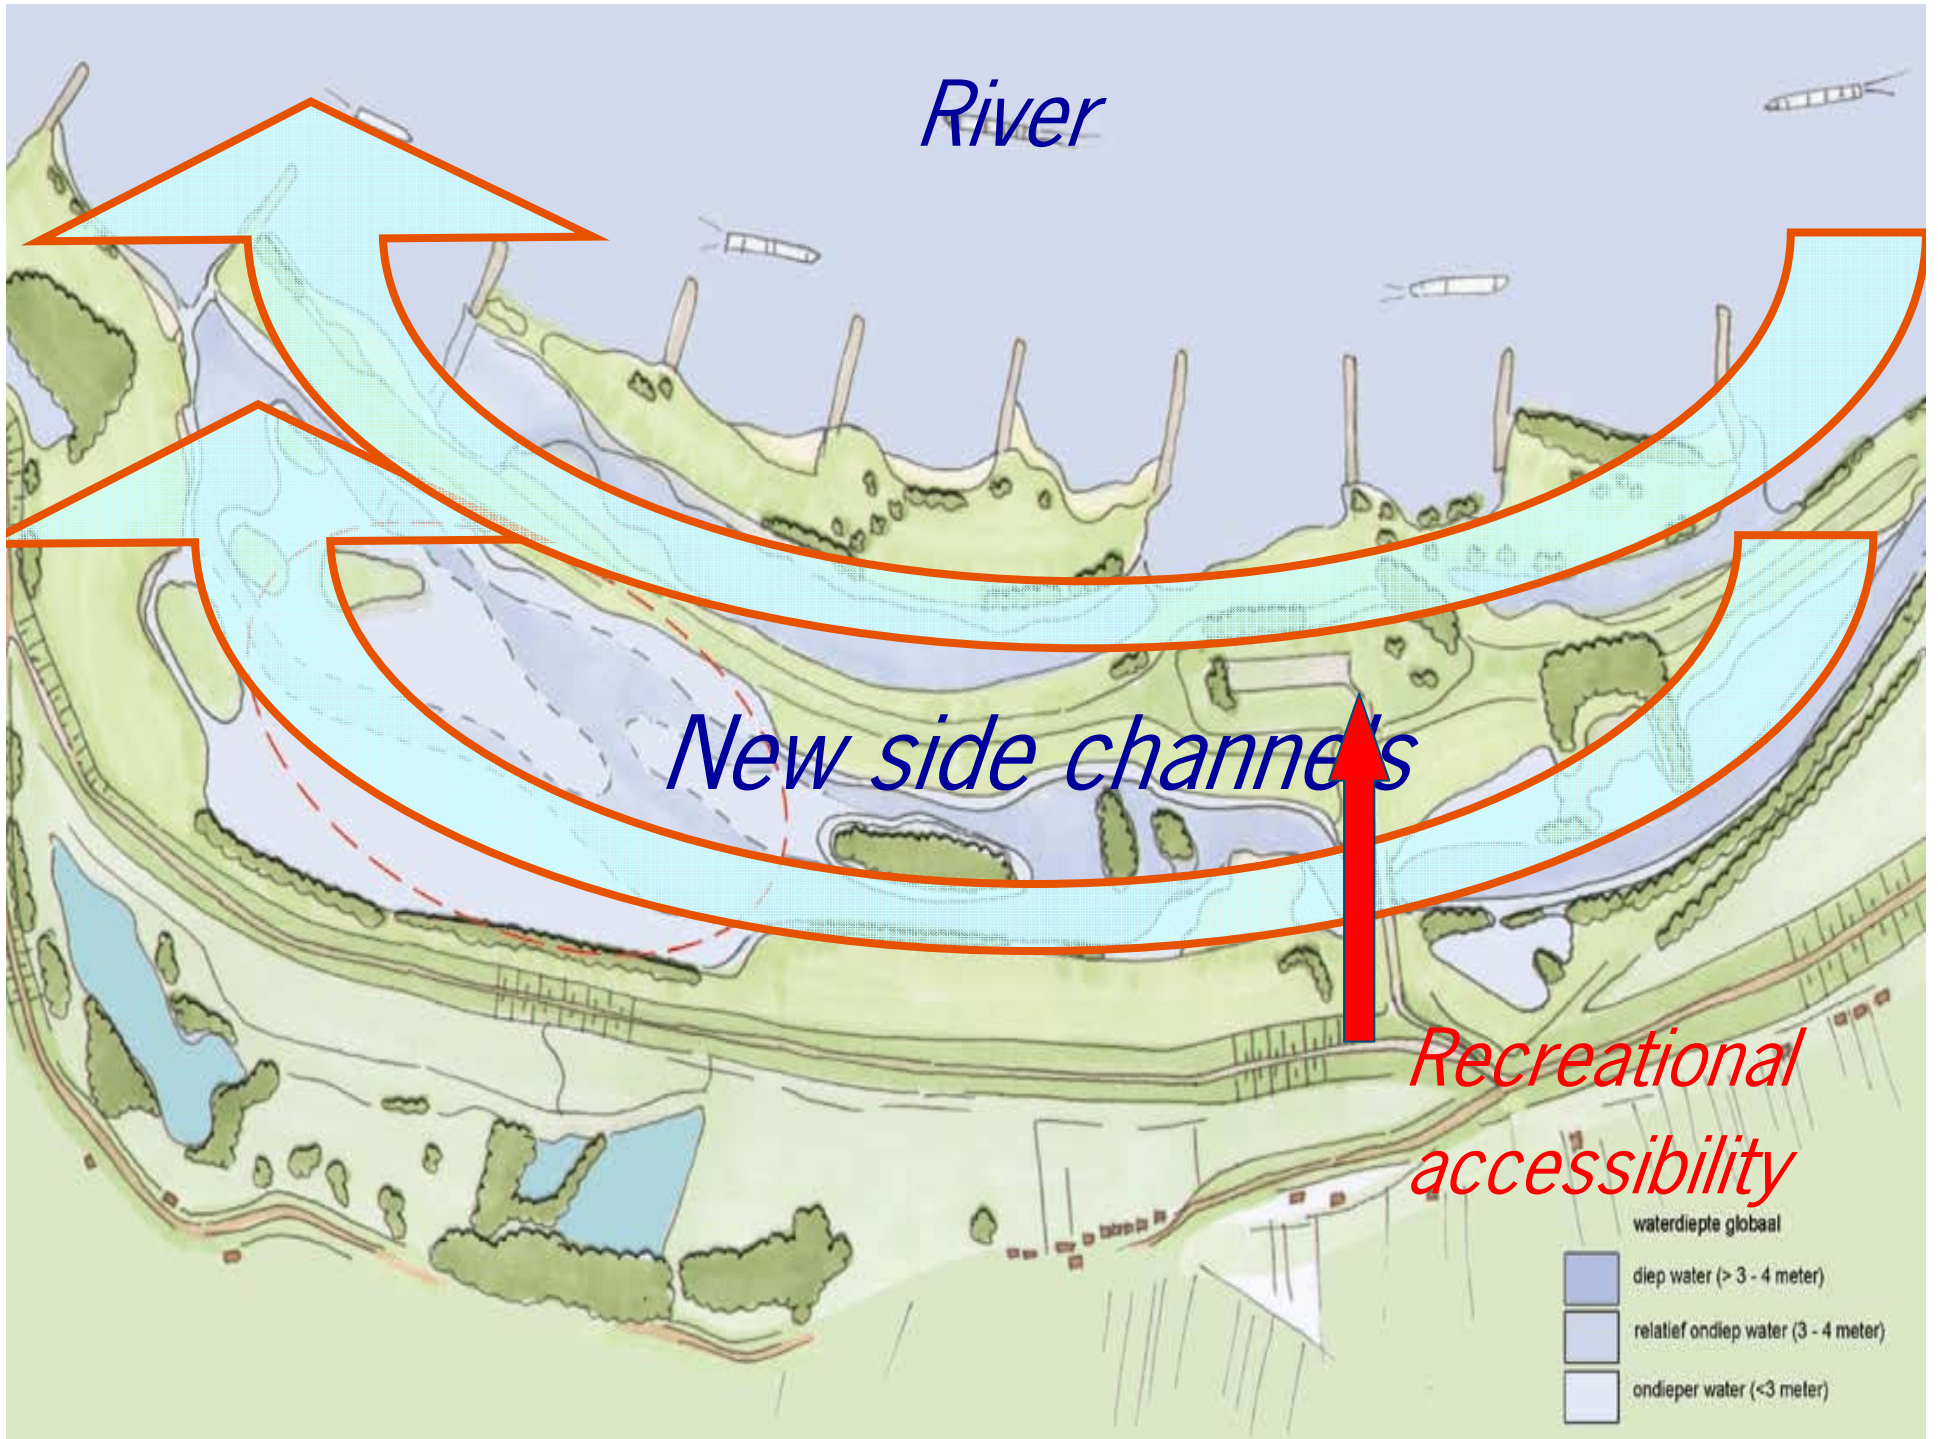 River
New side channels
Recreational
accessibility
waterdiepte globaal
diep water (> 3 - 4 meter)
relatief ondiep water (3 - 4 meter)
ondieper water (<3 meter)